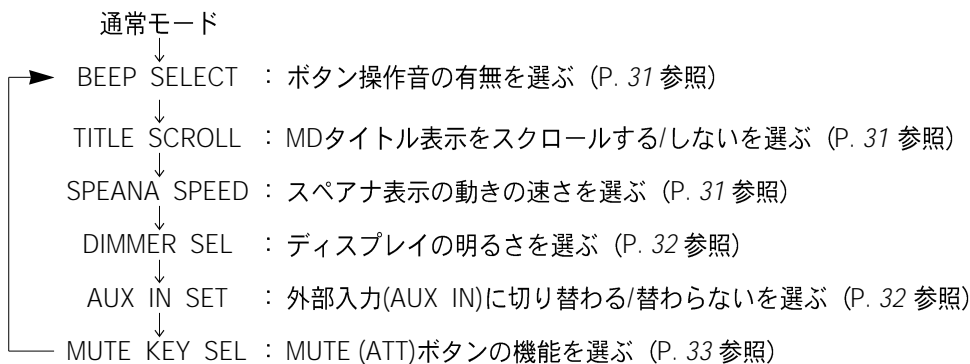 通常モード
BEEP SELECT : ボタン操作音の有無を選ぶ (P. 31 参照)
TITLE SCROLL : MDタイトル表示をスクロールする/しないを選ぶ (P. 31 参照)
SPEANA SPEED : スペアナ表示の動きの速さを選ぶ (P. 31 参照)
DIMMER SEL : ディスプレイの明るさを選ぶ (P. 32 参照)
AUX IN SET : 外部入力(AUX IN)に切り替わる/替わらないを選ぶ (P. 32 参照)
MUTE KEY SEL : MUTE (ATT)ボタンの機能を選ぶ (P. 33 参照)